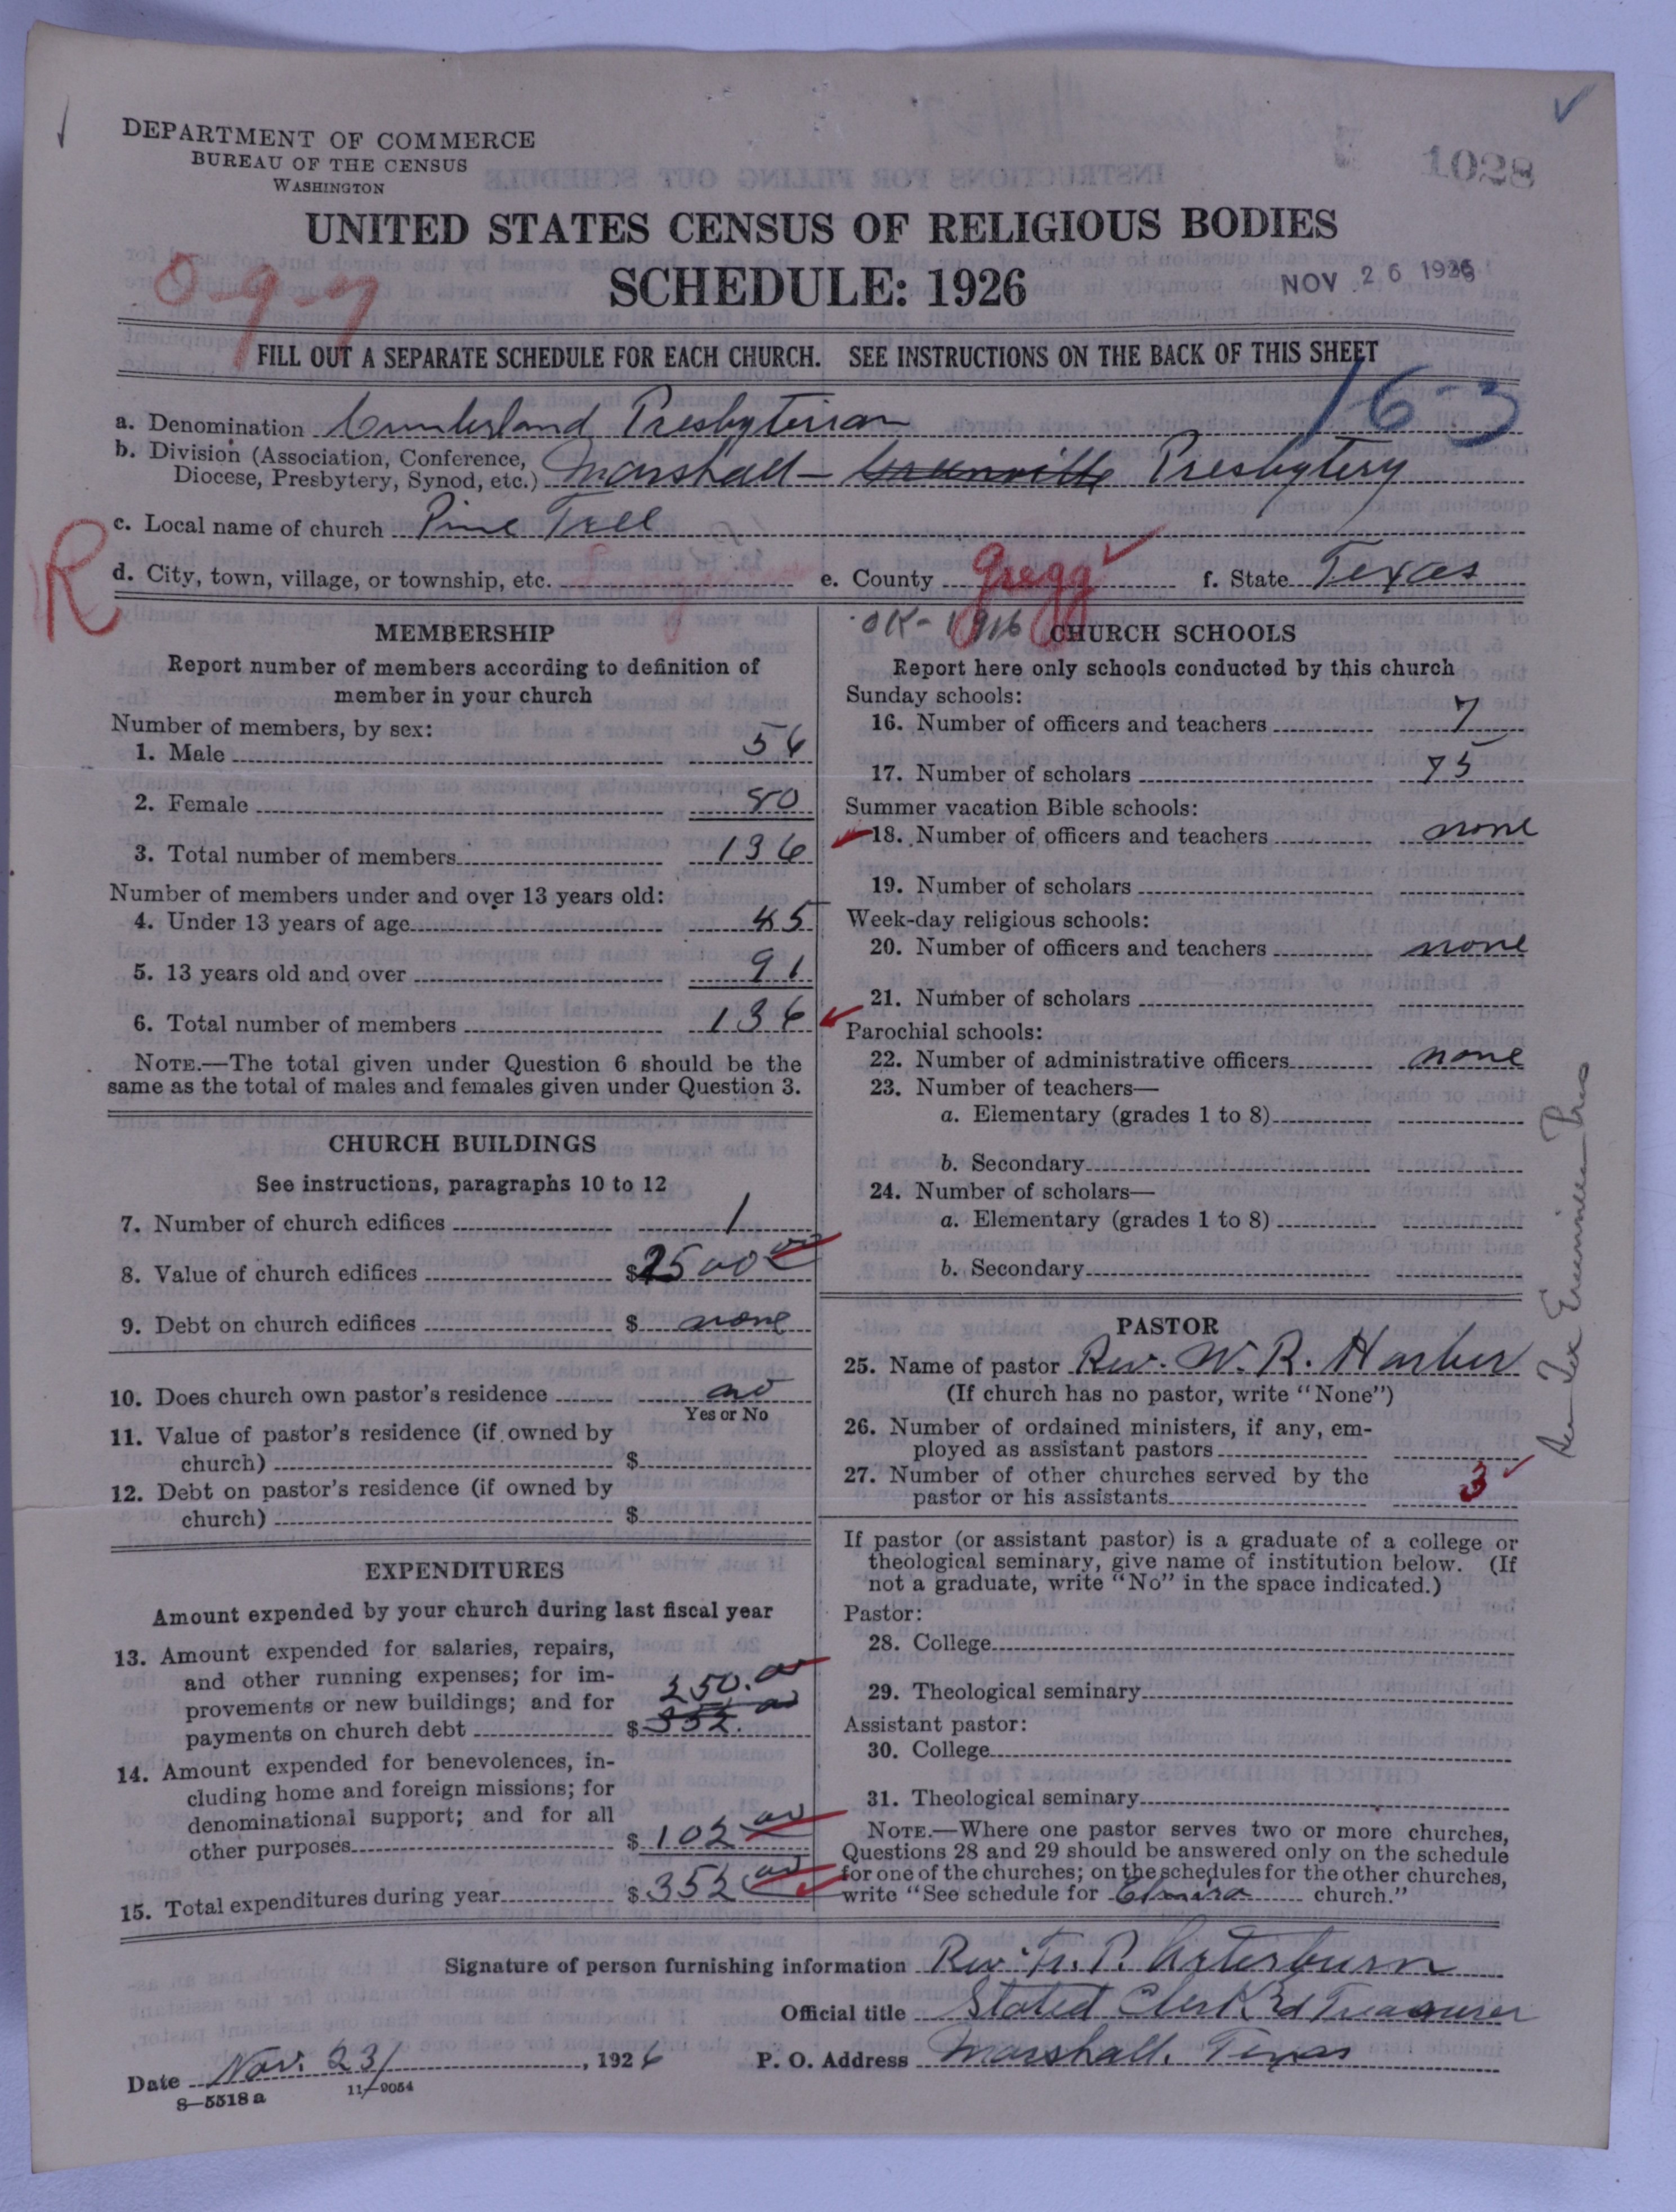 DEPARTMENT OF COMMERCE
BUREAU OF THE CENSUS
WASHINGTON
1028
UNITED STATES CENSUS OF RELIGIOUS BODIES
SCHEDULE: 1926
NOV 26 1926
0-9-7
FILL OUT A SEPARATE SCHEDULE FOR EACH CHURCH. SEE INSTRUCTIONS ON THE BACK OF THIS SHEET
163
a. Denomination Cumberland Presbyterian
b. Division (Association, Conference, Diocese, Presbytery, Synod, etc.) Marshall - Greenville Presbytery
c. Local name of church Pine Tree
R
d. City, town, village, or township, etc. e. County Gregg f. State Texas
OK-1916
MEMBERSHIP
Report number of members according to definition of
member in your church
Number of members, by sex:
1. Male 56
2. Female 80
3. Total number of members 136
Number of members under and over 13 years old:
4. Under 13 years of age 45
5. 13 years old and over 91
6. Total number of members 136
NOTE.—The total given under Question 6 should be the
same as the total of males and females given under Question 3.
CHURCH BUILDINGS
See instructions, paragraphs 10 to 12
7. Number of church edifices 1
8. Value of church edifices $2500 00
9. Debt on church edifices $ none
10. Does church own pastor's residence no
Yes or No
11. Value of pastor's residence (if owned by
church) $
12. Debt on pastor's residence (if owned by
church) $
EXPENDITURES
Amount expended by your church during last fiscal year
13. Amount expended for salaries, repairs,
and other running expenses; for im-
provements or new buildings; and for 250.00
payments on church debt $ 352.00
14. Amount expended for benevolences, in-
cluding home and foreign missions; for
denominational support; and for all
other purposes $ 102 00
15. Total expenditures during year $ 352 00
CHURCH SCHOOLS
Report here only schools conducted by this church
Sunday schools:
16. Number of officers and teachers 7
17. Number of scholars 75
Summer vacation Bible schools:
18. Number of officers and teachers none
19. Number of scholars
Week-day religious schools:
20. Number of officers and teachers none
21. Number of scholars
Parochial schools:
22. Number of administrative officers none
23. Number of teachers—
a. Elementary (grades 1 to 8)
b. Secondary
24. Number of scholars—
a. Elementary (grades 1 to 8)
b. Secondary
PASTOR
25. Name of pastor Rev. W. R. Harber
(If church has no pastor, write "None")
26. Number of ordained ministers, if any, em-
ployed as assistant pastors
27. Number of other churches served by the
pastor or his assistants 3
If pastor (or assistant pastor) is a graduate of a college or
theological seminary, give name of institution below. (If
not a graduate, write "No" in the space indicated.)
Pastor:
28. College
29. Theological seminary
Assistant pastor:
30. College
31. Theological seminary
NOTE.—Where one pastor serves two or more churches,
Questions 28 and 29 should be answered only on the schedule
for one of the churches; on the schedules for the other churches,
write "See schedule for Elmira church."
Tex Greenville Pres
Signature of person furnishing information Rev. F. P. Arterburn
Official title Stated Clerk & Treasurer
Date Nov. 23/, 1926 P. O. Address Marshall, Texas
8—5518 a 11—9054